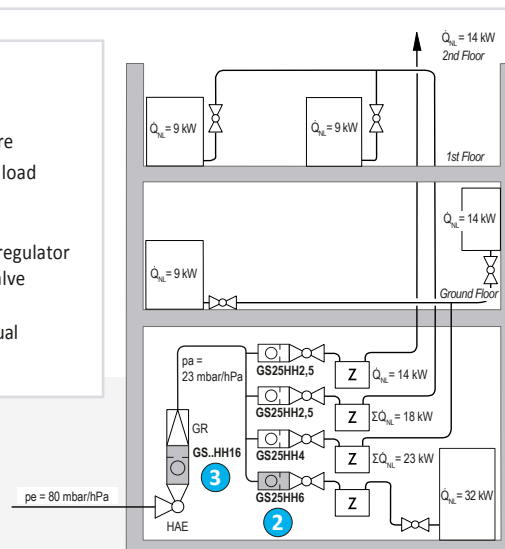 re
load
regulator
alve
ual
Q̇NL = 14 kW
2nd Floor
Q̇NL = 9 kW
Q̇NL = 9 kW
1st Floor
Q̇NL = 14 kW
Q̇NL = 9 kW
Ground Floor
pa =
23 mbar/hPa
GS25HH2,5
Z
Q̇NL = 14 kW
GS25HH2,5
Z
ΣQ̇NL = 18 kW
GR
GS..HH16
3
GS25HH4
Z
ΣQ̇NL = 23 kW
GS25HH6
2
Z
Q̇NL = 32 kW
pe = 80 mbar/hPa
HAE